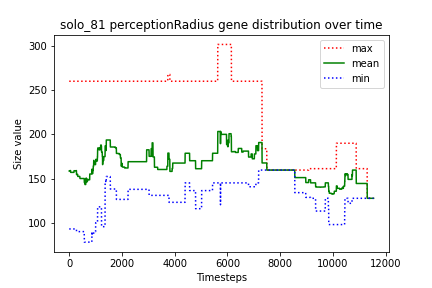 solo_81 perceptionRadius gene distribution over time
max
mean
min
Size value
300
250
200
150
100
0
2000
4000
6000
8000
10000
12000
Timesteps